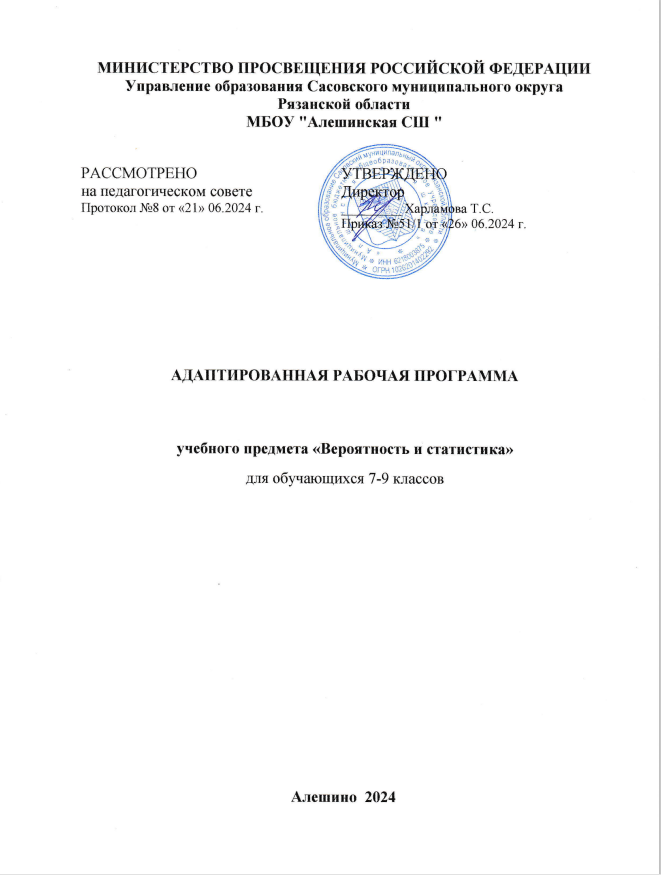 МИНИСТЕРСТВО ПРОСВЕЩЕНИЯ РОССИЙСКОЙ ФЕДЕРАЦИИ
Управление образования Сасовского муниципального округа
Рязанской области
МБОУ "Алешинская СШ "
РАССМОТРЕНО
на педагогическом совете
Протокол №8 от «21» 06.2024 г.
УТВЕРЖДЕНО
Директор
Харламова Т.С.
Приказ №51/1 от «26» 06.2024 г.
АДАПТИРОВАННАЯ РАБОЧАЯ ПРОГРАММА
учебного предмета «Вероятность и статистика»
для обучающихся 7-9 классов
Алешино 2024